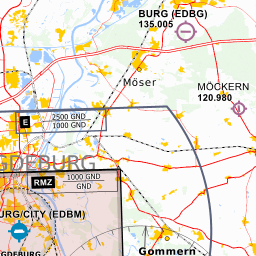 BURG (EDBG)
135.005
Möser
MÖCKERN
120.980
E
2500 GND
1000 GND
GDEBURG
RMZ
1000 GND
GND
URG/CITY (EDBM)
GDEBURG
Gommern